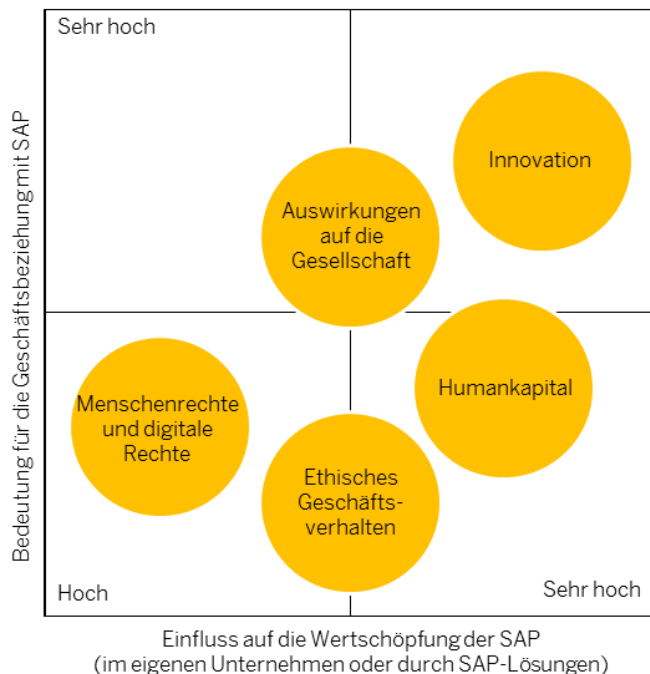 Sehr hoch
Bedeutung für die Geschäftsbeziehung mit SAP
Innovation
Auswirkungen
auf die
Gesellschaft
Humankapital
Menschenrechte
und digitale
Rechte
Ethisches
Geschäfts-
verhalten
Hoch
Sehr hoch
Einfluss auf die Wertschöpfung der SAP
(im eigenen Unternehmen oder durch SAP-Lösungen)